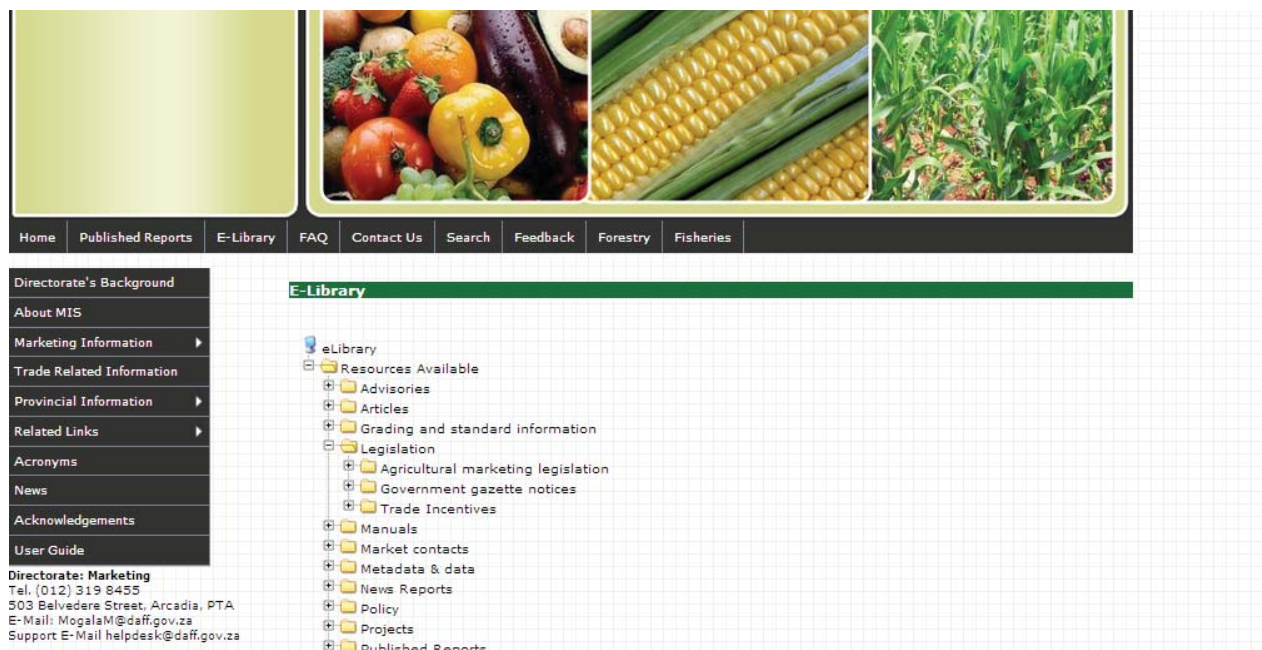 Home Published Reports E-Library FAQ Contact Us Search Feedback Forestry Fisheries
Directorate's Background
About MIS
Marketing Information
Trade Related Information
Provincial Information
Related Links
Acronyms
News
Acknowledgements
User Guide
Directorate: Marketing
Tel. (012) 319 8455
503 Belvedere Street, Arcadia, PTA
E-Mail: MogalaM@daff.gov.za
Support E-Mail helpdesk@daff.gov.za
E-Library
eLibrary
Resources Available
Advisories
Articles
Grading and standard information
Legislation
Agricultural marketing legislation
Government gazette notices
Trade Incentives
Manuals
Market contacts
Metadata & data
News Reports
Policy
Projects
Published Reports